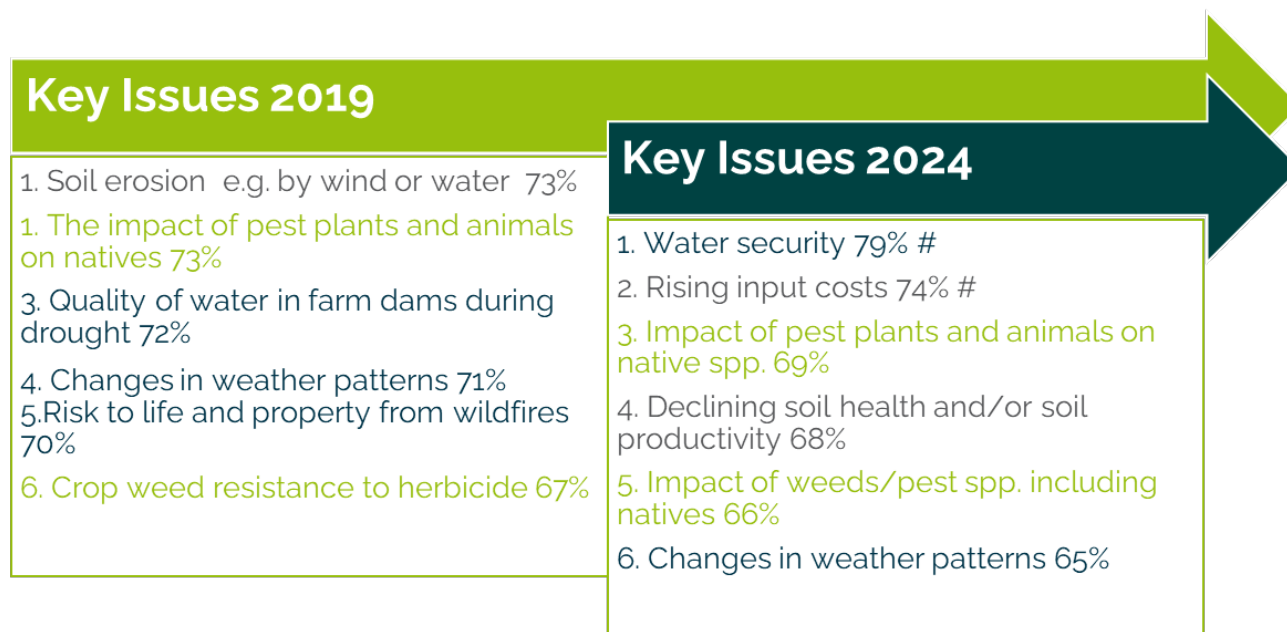 Key Issues 2019
1. Soil erosion e.g. by wind or water 73%
1. The impact of pest plants and animals
on natives 73%
3. Quality of water in farm dams during
drought 72%
4. Changes in weather patterns 71%
5.Risk to life and property from wildfires
70%
6. Crop weed resistance to herbicide 67%
Key Issues 2024
1. Water security 79% #
2. Rising input costs 74% #
3. Impact of pest plants and animals on
native spp. 69%
4. Declining soil health and/or soil
productivity 68%
5. Impact of weeds/pest spp. including
natives 66%
6. Changes in weather patterns 65%